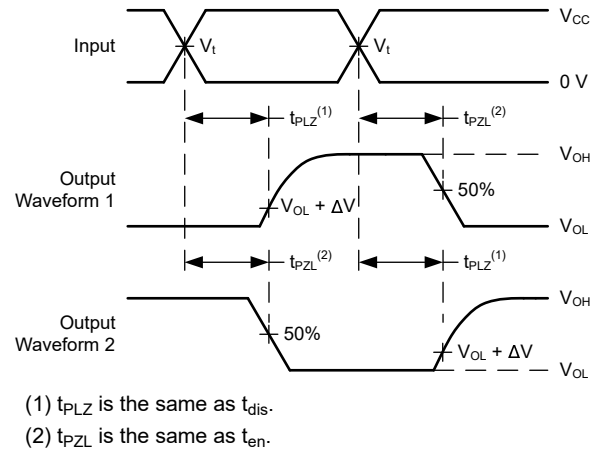 V_CC
Input
V_t
V_t
0 V
t_PLZ^(1)
t_PZL^(2)
V_OH
Output
Waveform 1
50%
V_OL + ΔV
V_OL
t_PZL^(2)
t_PLZ^(1)
V_OH
Output
Waveform 2
50%
V_OL + ΔV
V_OL
(1) t_PLZ is the same as t_dis.
(2) t_PZL is the same as t_en.